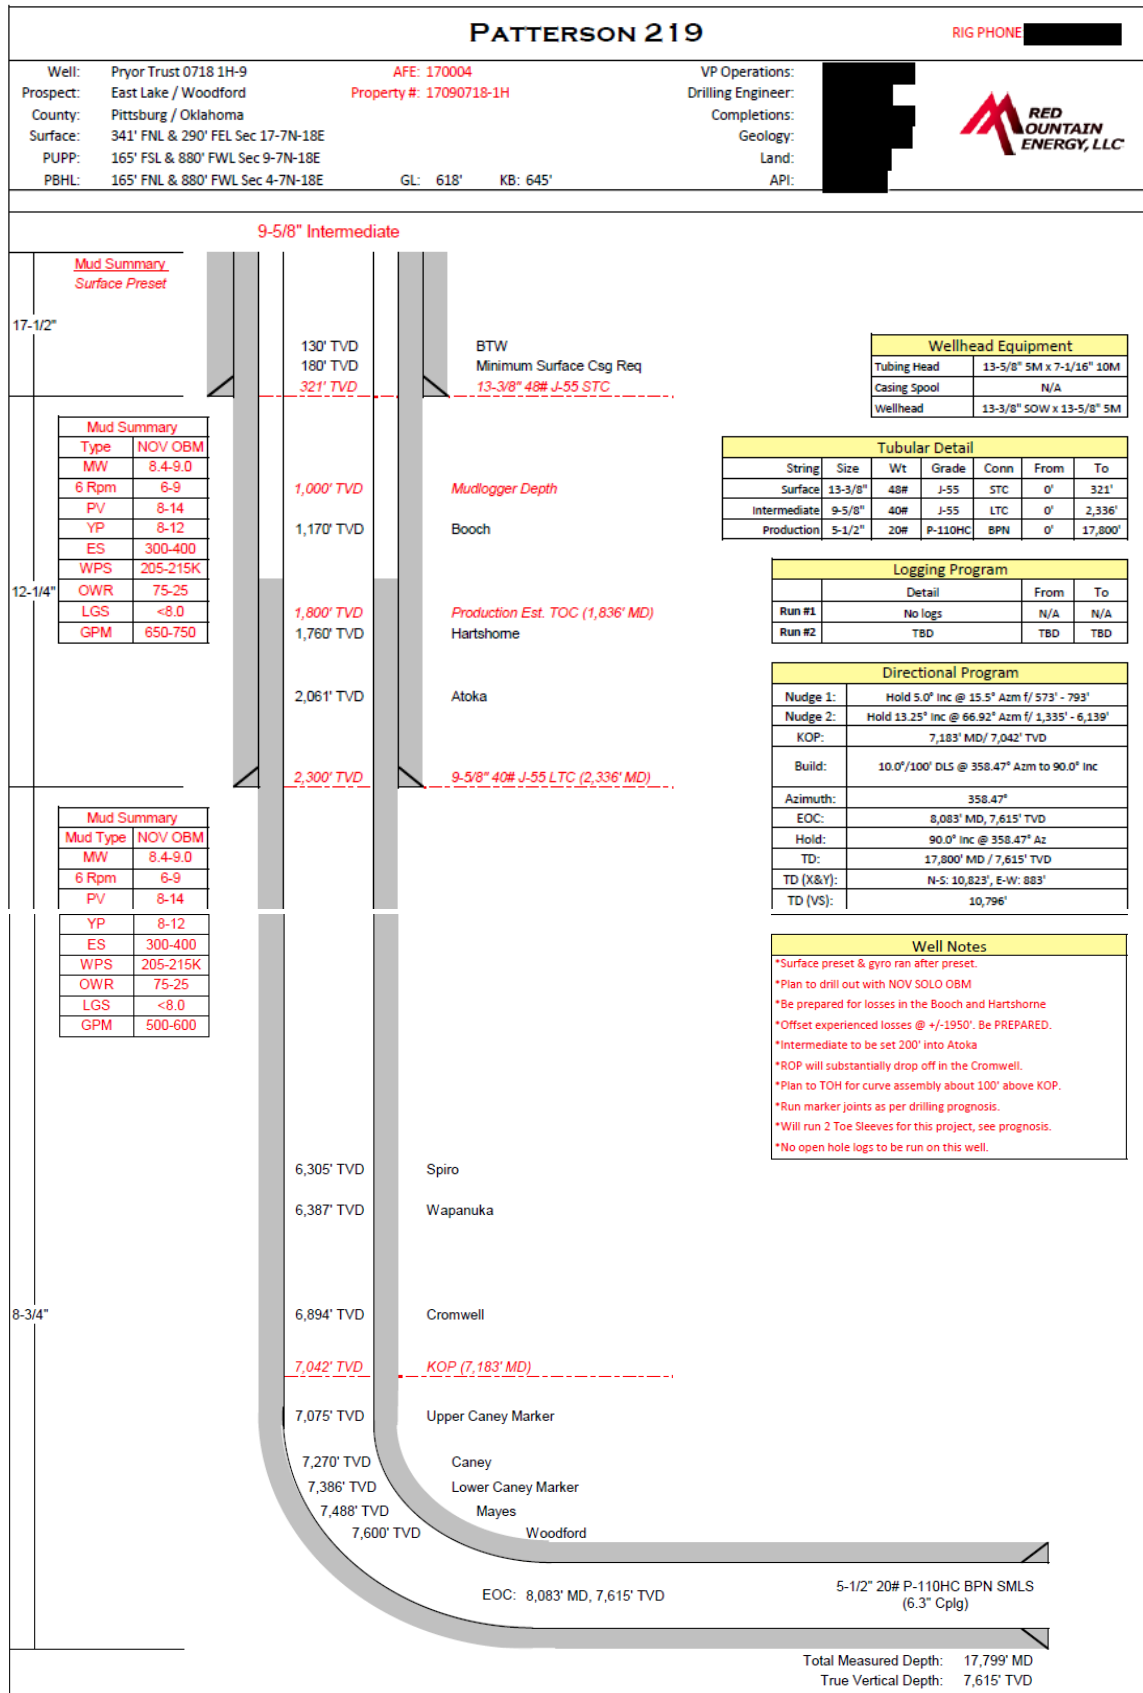 PATTERSON 219
RIG PHONE
Well: Pryor Trust 0718 1H-9 AFE: 170004 VP Operations:
Prospect: East Lake / Woodford Property #: 17090718-1H Drilling Engineer:
County: Pittsburg / Oklahoma Completions:
Surface: 341' FNL & 290' FEL Sec 17-7N-18E Geology:
PUPP: 165' FSL & 880' FWL Sec 9-7N-18E Land:
PBHL: 165' FNL & 880' FWL Sec 4-7N-18E GL: 618' KB: 645' API:
RED
MOUNTAIN
ENERGY, LLC
9-5/8" Intermediate
Mud Summary
Surface Preset
17-1/2"
130' TVD BTW
180' TVD Minimum Surface Csg Req
321' TVD 13-3/8" 48# J-55 STC
Wellhead Equipment
Tubing Head 13-5/8" 5M x 7-1/16" 10M
Casing Spool N/A
Wellhead 13-3/8" SOW x 13-5/8" 5M
Mud Summary
Type NOV OBM
MW 8.4-9.0
6 Rpm 6-9
PV 8-14
YP 8-12
ES 300-400
WPS 205-215K
OWR 75-25
LGS <8.0
GPM 650-750
12-1/4"
1,000' TVD Mudlogger Depth
1,170' TVD Booch
1,800' TVD Production Est. TOC (1,836' MD)
1,760' TVD Hartshorne
2,061' TVD Atoka
2,300' TVD 9-5/8" 40# J-55 LTC (2,336' MD)
Tubular Detail
String Size Wt Grade Conn From To
Surface 13-3/8" 48# J-55 STC 0' 321'
Intermediate 9-5/8" 40# J-55 LTC 0' 2,336'
Production 5-1/2" 20# P-110HC BPN 0' 17,800'
Logging Program
Detail From To
Run #1 No logs N/A N/A
Run #2 TBD TBD TBD
Directional Program
Nudge 1: Hold 5.0° Inc @ 15.5° Azm f/ 573' - 793'
Nudge 2: Hold 13.25° Inc @ 66.92° Azm f/ 1,335' - 6,139'
KOP: 7,183' MD/ 7,042' TVD
Build: 10.0°/100' DLS @ 358.47° Azm to 90.0° Inc
Azimuth: 358.47°
EOC: 8,083' MD, 7,615' TVD
Hold: 90.0° Inc @ 358.47° Az
TD: 17,800' MD / 7,615' TVD
TD (X&Y): N-S: 10,823', E-W: 883'
TD (VS): 10,796'
Mud Summary
Mud Type NOV OBM
MW 8.4-9.0
6 Rpm 6-9
PV 8-14
YP 8-12
ES 300-400
WPS 205-215K
OWR 75-25
LGS <8.0
GPM 500-600
Well Notes
*Surface preset & gyro ran after preset.
*Plan to drill out with NOV SOLO OBM
*Be prepared for losses in the Booch and Hartshorne
*Offset experienced losses @ +/-1950'. Be PREPARED.
*Intermediate to be set 200' into Atoka
*ROP will substantially drop off in the Cromwell.
*Plan to TOH for curve assembly about 100' above KOP.
*Run marker joints as per drilling prognosis.
*Will run 2 Toe Sleeves for this project, see prognosis.
*No open hole logs to be run on this well.
6,305' TVD Spiro
6,387' TVD Wapanuka
8-3/4"
6,894' TVD Cromwell
7,042' TVD KOP (7,183' MD)
7,075' TVD Upper Caney Marker
7,270' TVD Caney
7,386' TVD Lower Caney Marker
7,488' TVD Mayes
7,600' TVD Woodford
EOC: 8,083' MD, 7,615' TVD
5-1/2" 20# P-110HC BPN SMLS
(6.3" Cplg)
Total Measured Depth: 17,799' MD
True Vertical Depth: 7,615' TVD